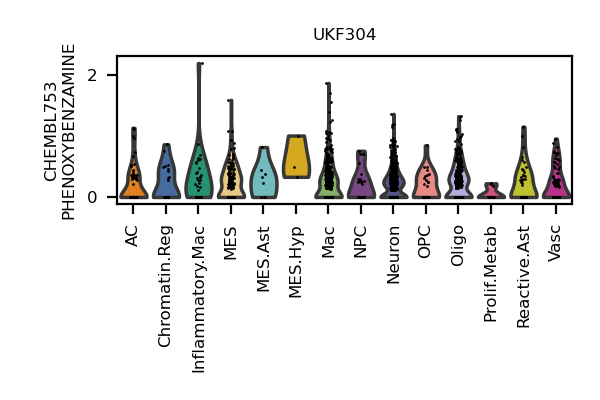 UKF304
CHEMBL753
PHENOXYBENZAMINE
2
0
AC
Chromatin.Reg
Inflammatory.Mac
MES
MES.Ast
MES.Hyp
Mac
NPC
Neuron
OPC
Oligo
Prolif.Metab
Reactive.Ast
Vasc